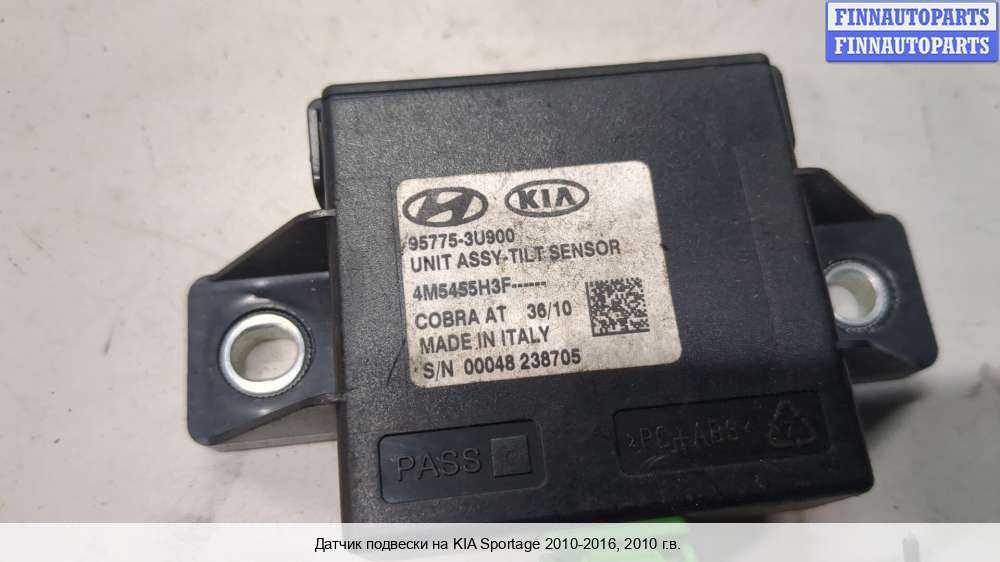 FINNAUTOPARTS
FINNAUTOPARTS
KIA
95775-3U900
UNIT ASSY-TILT SENSOR
4M5455H3F------
COBRA AT 36/10
MADE IN ITALY
S/N 00048 238705
PASS
>PC+ABS<
7
Датчик подвески на KIA Sportage 2010-2016, 2010 г.в.